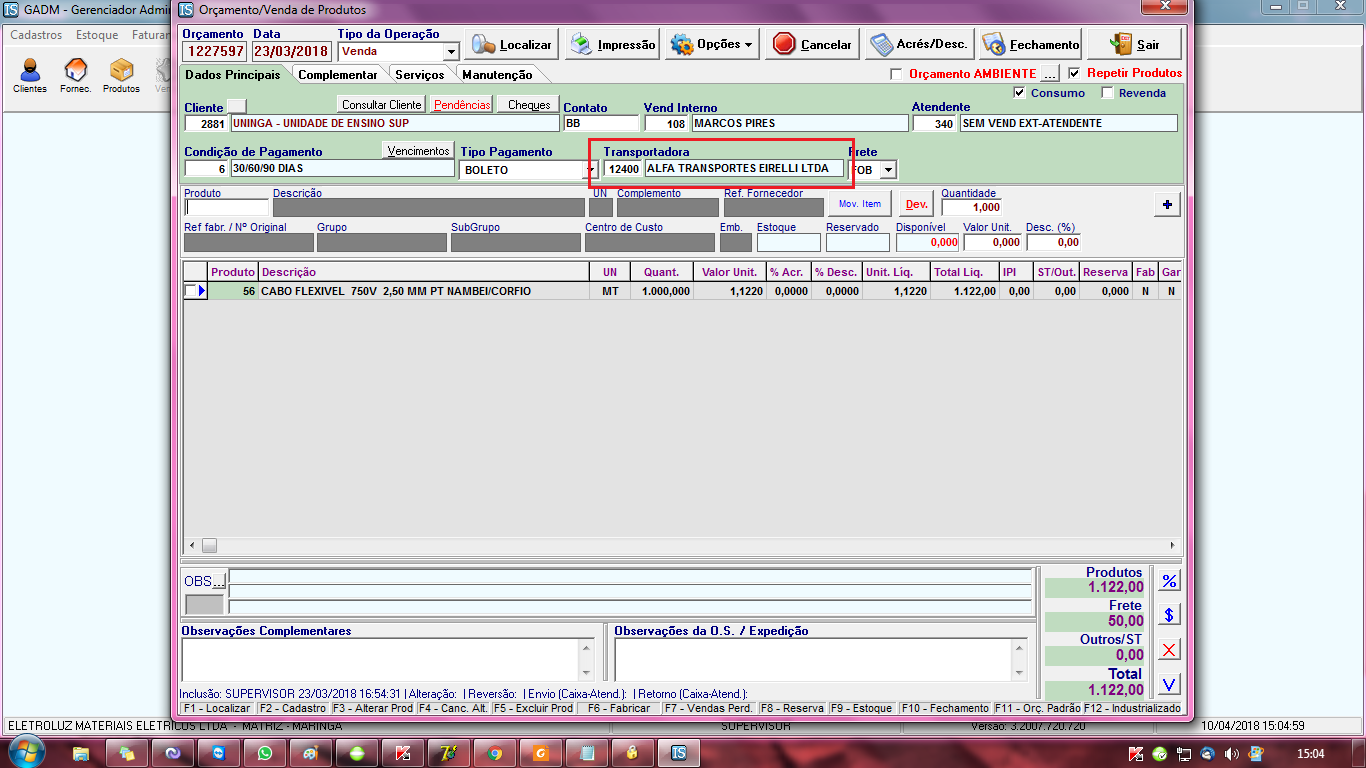 GADM - Gerenciador Admin
Orçamento/Venda de Produtos
Cadastros Estoque Faturar
Clientes Fornec. Produtos
Orçamento Data Tipo da Operação
1227597 23/03/2018 Venda
Localizar Impressão Opções Cancelar Acrés/Desc. Fechamento Sair
Dados Principais Complementar Serviços Manutenção
Orçamento AMBIENTE ... Repetir Produtos
Consumo Revenda
Cliente Consultar Cliente Pendências Cheques Contato Vend Interno Atendente
2881 UNINGA - UNIDADE DE ENSINO SUP BB 108 MARCOS PIRES 340 SEM VEND EXT-ATENDENTE
Condição de Pagamento Vencimentos Tipo Pagamento Transportadora Frete
6 30/60/90 DIAS BOLETO 12400 ALFA TRANSPORTES EIRELLI LTDA FOB
Produto Descrição UN Complemento Ref. Fornecedor Mov. Item Dev. Quantidade
1,000 +
Ref fabr. / Nº Original Grupo SubGrupo Centro de Custo Emb. Estoque Reservado Disponível Valor Unit. Desc. (%)
0,000 0,000 0,00
Produto Descrição UN Quant. Valor Unit. % Acr. % Desc. Unit. Liq. Total Liq. IPI ST/Out. Reserva Fab Gar
56 CABO FLEXIVEL 750V 2,50 MM PT NAMBEI/CORFIO MT 1.000,000 1,1220 0,0000 0,0000 1,1220 1.122,00 0,00 0,00 0,000 N N
OBS ...
Produtos
1.122,00 %
Frete
50,00 $
Outros/ST
0,00 X
Total
1.122,00 V
Observações Complementares Observações da O.S. / Expedição
Inclusão: SUPERVISOR 23/03/2018 16:54:31 | Alteração: | Reversão: | Envio (Caixa-Atend.): | Retorno (Caixa-Atend.):
F1 - Localizar F2 - Cadastro F3 - Alterar Prod F4 - Canc. Alt. F5 - Excluir Prod F6 - Fabricar F7 - Vendas Perd. F8 - Reserva F9 - Estoque F10 - Fechamento F11 - Orç. Padrão F12 - Industrializado
ELETROLUZ MATERIAIS ELETRICOS LTDA - MATRIZ - MARINGA SUPERVISOR Versão: 3.2007.720.720 10/04/2018 15:04:59
15:04